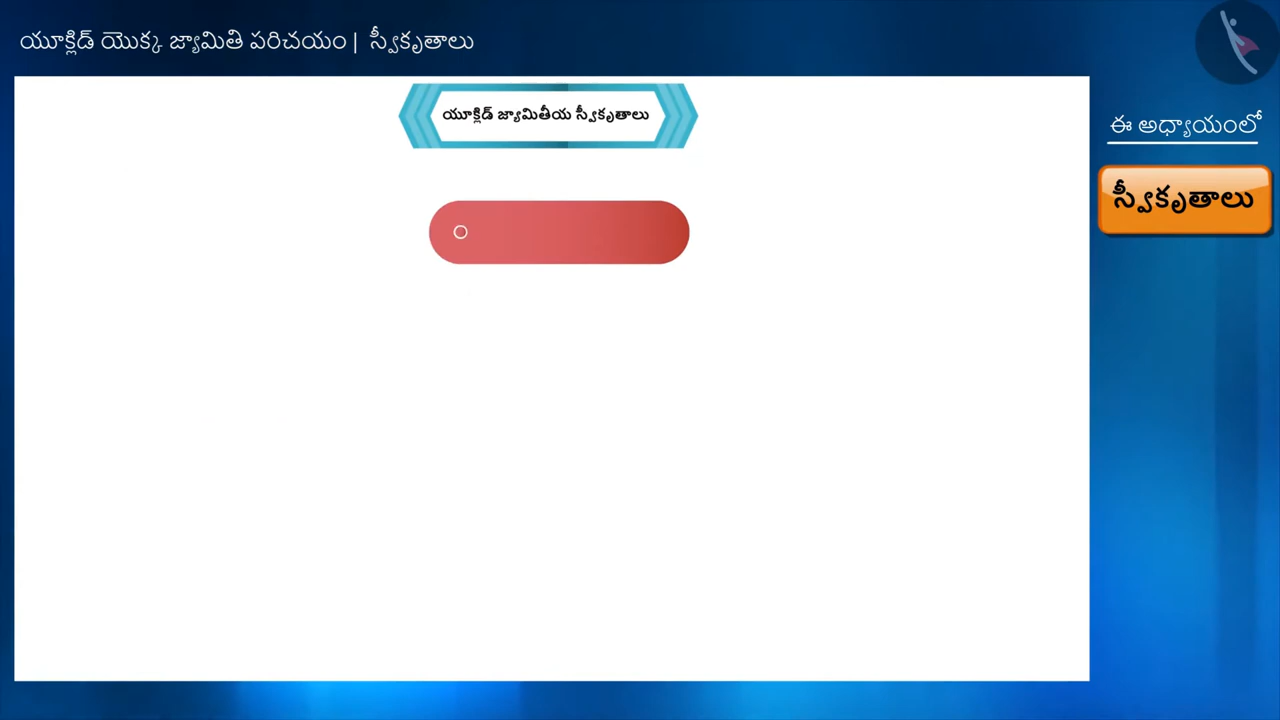 యూక్లిడ్ యొక్క జ్యామితి పరిచయం | స్వీకృతాలు
యూక్లిడ్ జ్యామితీయ స్వీకృతాలు
ఈ అధ్యాయంలో
స్వీకృతాలు